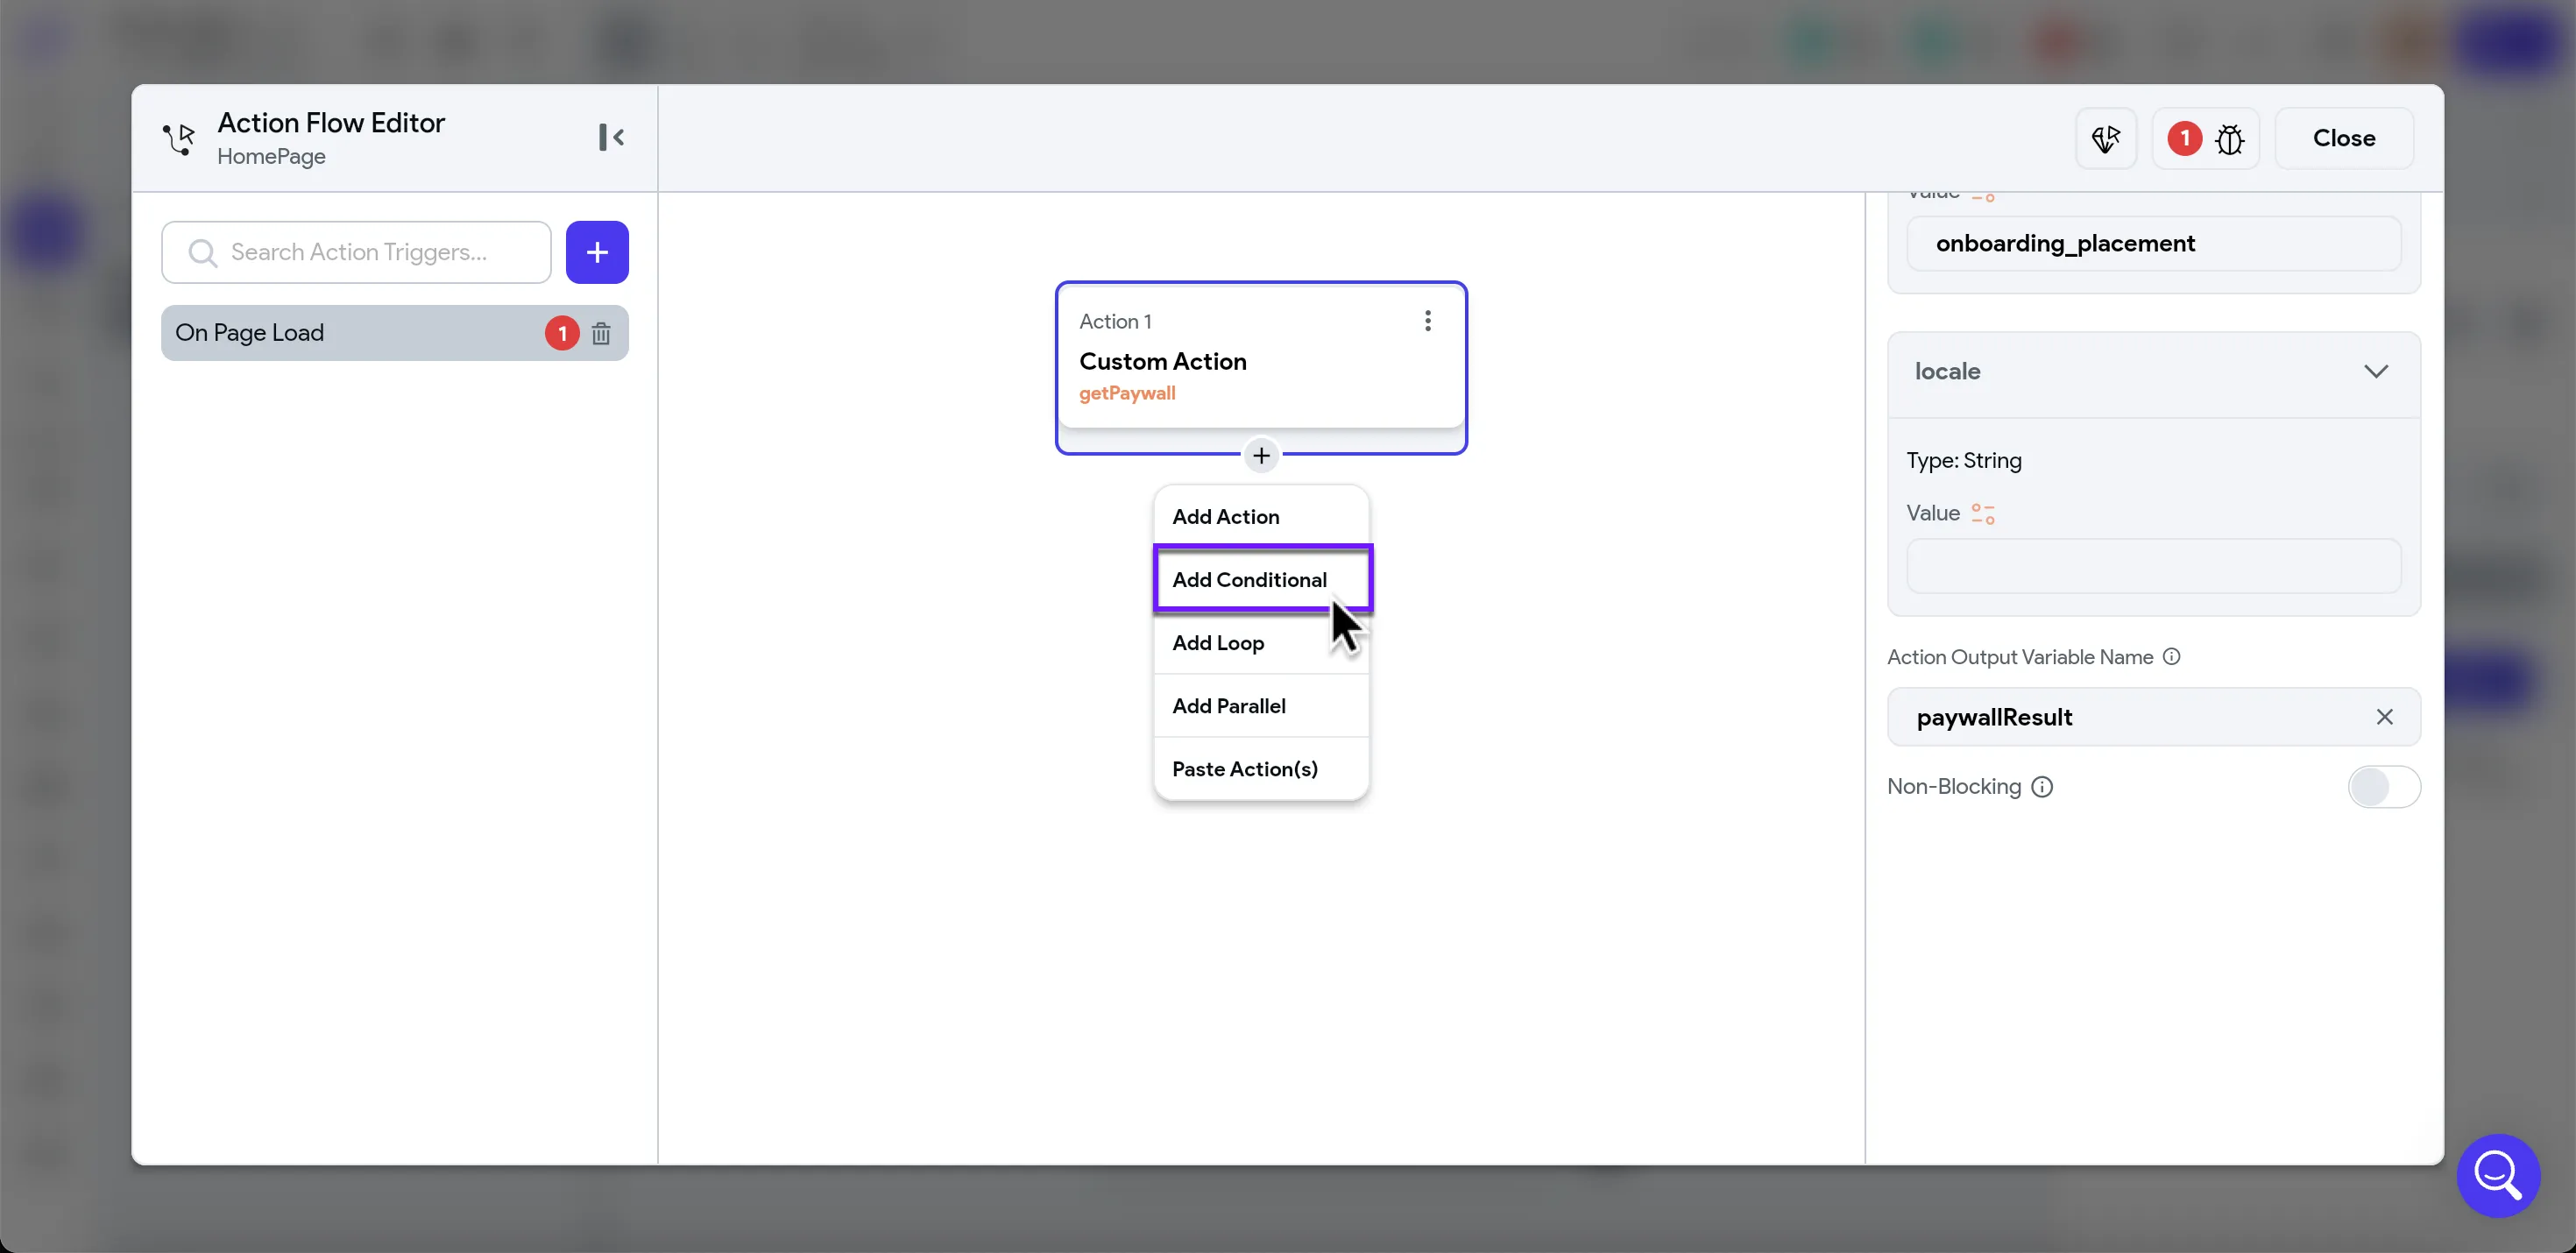 Action Flow Editor
HomePage
1
Close
Search Action Triggers...
On Page Load
1
Action 1
Custom Action
getPaywall
Add Action
Add Conditional
Add Loop
Add Parallel
Paste Action(s)
Value
onboarding_placement
locale
Type: String
Value
Action Output Variable Name
paywallResult
Non-Blocking